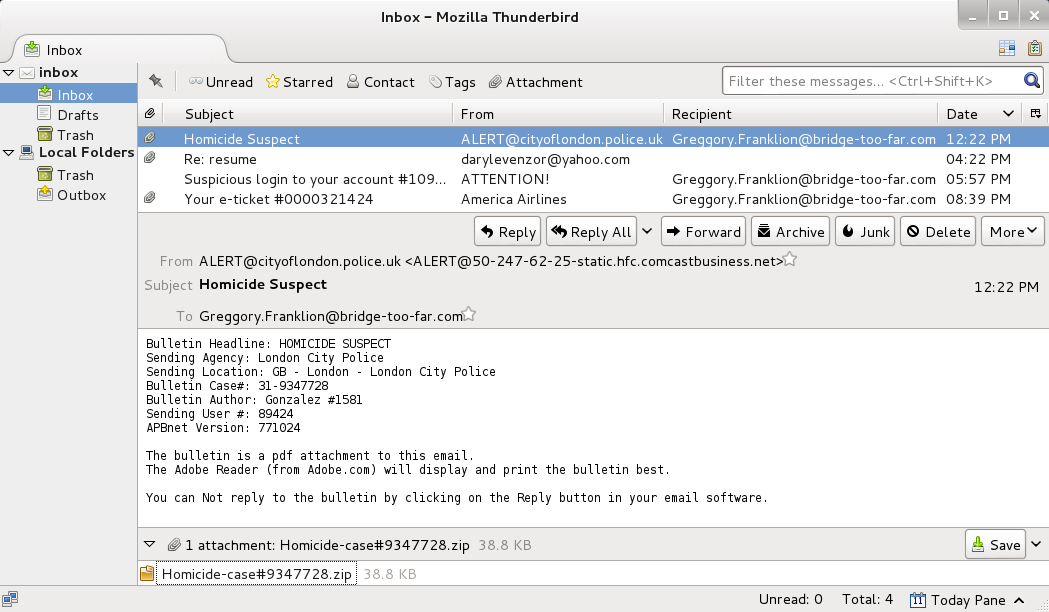 Inbox – Mozilla Thunderbird
Inbox
inbox
Inbox
Drafts
Trash
Local Folders
Trash
Outbox
Unread Starred Contact Tags Attachment Filter these messages... <Ctrl+Shift+K>
Subject From Recipient Date
Homicide Suspect ALERT@cityoflondon.police.uk Greggory.Franklion@bridge-too-far.com 12:22 PM
Re: resume darylevenzor@yahoo.com 04:22 PM
Suspicious login to your account #109... ATTENTION! Greggory.Franklion@bridge-too-far.com 05:57 PM
Your e-ticket #0000321424 America Airlines Greggory.Franklion@bridge-too-far.com 08:39 PM
Reply Reply All Forward Archive Junk Delete More
From ALERT@cityoflondon.police.uk <ALERT@50-247-62-25-static.hfc.comcastbusiness.net>
Subject Homicide Suspect 12:22 PM
To Greggory.Franklion@bridge-too-far.com
Bulletin Headline: HOMICIDE SUSPECT
Sending Agency: London City Police
Sending Location: GB - London - London City Police
Bulletin Case#: 31-9347728
Bulletin Author: Gonzalez #1581
Sending User #: 89424
APBnet Version: 771024
The bulletin is a pdf attachment to this email.
The Adobe Reader (from Adobe.com) will display and print the bulletin best.
You can Not reply to the bulletin by clicking on the Reply button in your email software.
1 attachment: Homicide-case#9347728.zip 38.8 KB Save
Homicide-case#9347728.zip 38.8 KB
Unread: 0 Total: 4 11 Today Pane